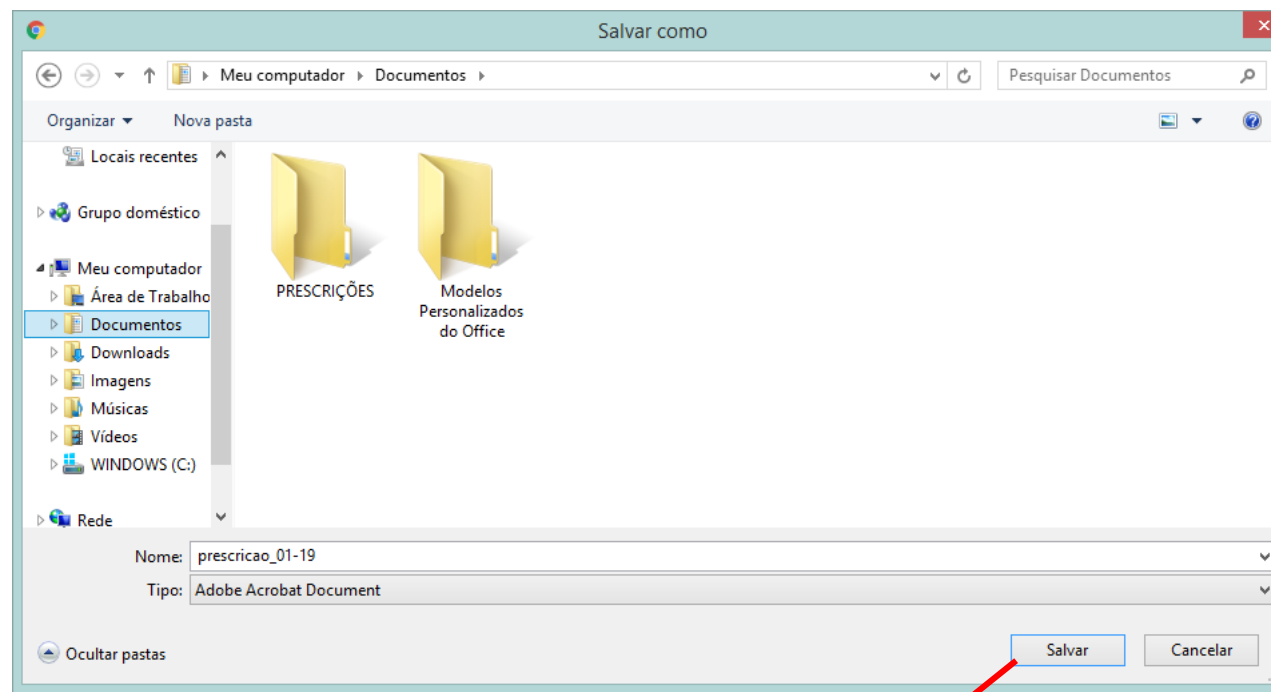 Salvar como
Meu computador Documentos
Pesquisar Documentos
Organizar Nova pasta
Locais recentes
Grupo doméstico
Meu computador
Área de Trabalho
Documentos
Downloads
Imagens
Músicas
Vídeos
WINDOWS (C:)
Rede
PRESCRIÇÕES
Modelos
Personalizados
do Office
Nome: prescricao_01-19
Tipo: Adobe Acrobat Document
Ocultar pastas
Salvar Cancelar